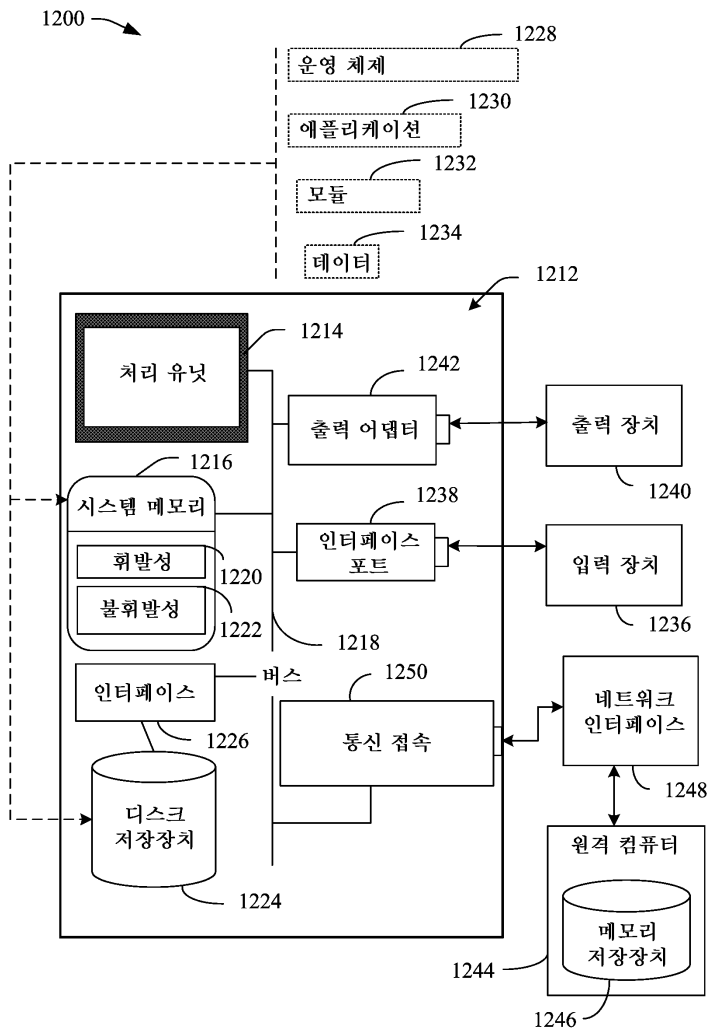 1200
1228
운영 체제
1230
애플리케이션
1232
모듈
1234
데이터
1212
1214
처리 유닛
1242
출력 어댑터
출력 장치
1240
1216
시스템 메모리
1238
인터페이스
포트
입력 장치
1236
휘발성
1220
불휘발성
1222
1218
버스
1250
인터페이스
1226
통신 접속
네트워크
인터페이스
1248
디스크
저장장치
1224
원격 컴퓨터
메모리
저장장치
1244
1246